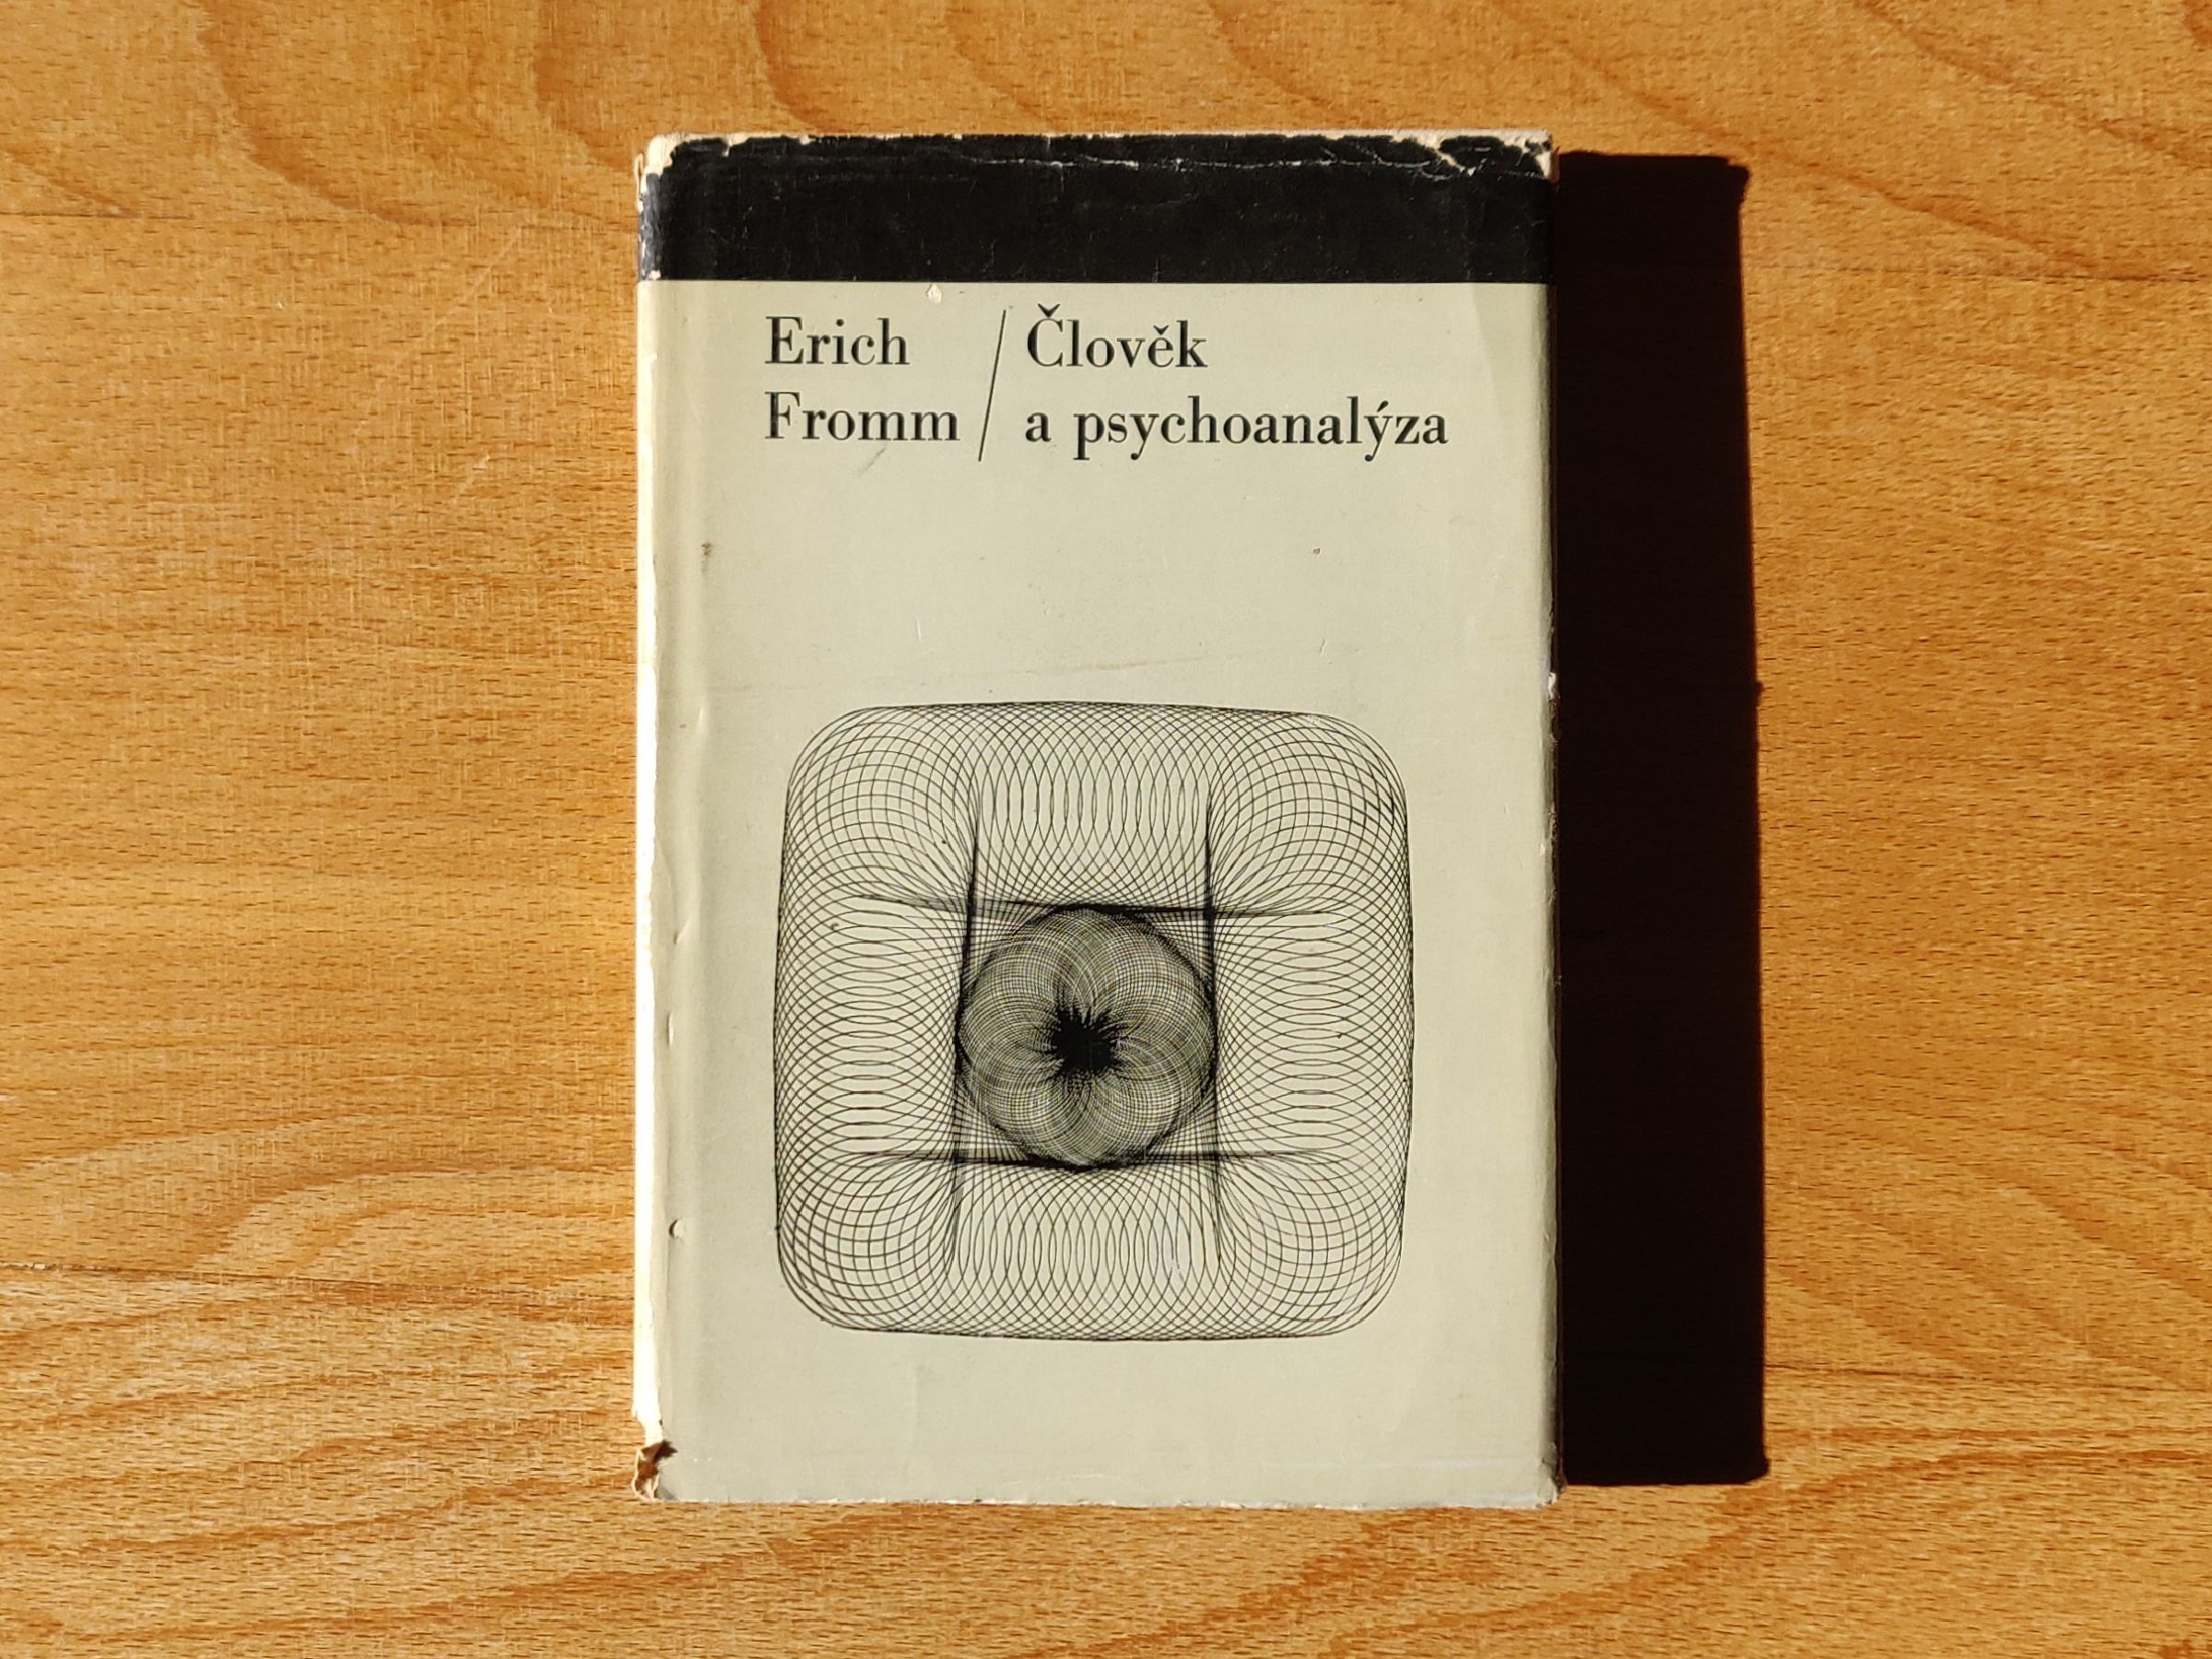 Erich
Fromm
/
Člověk
a psychoanalýza